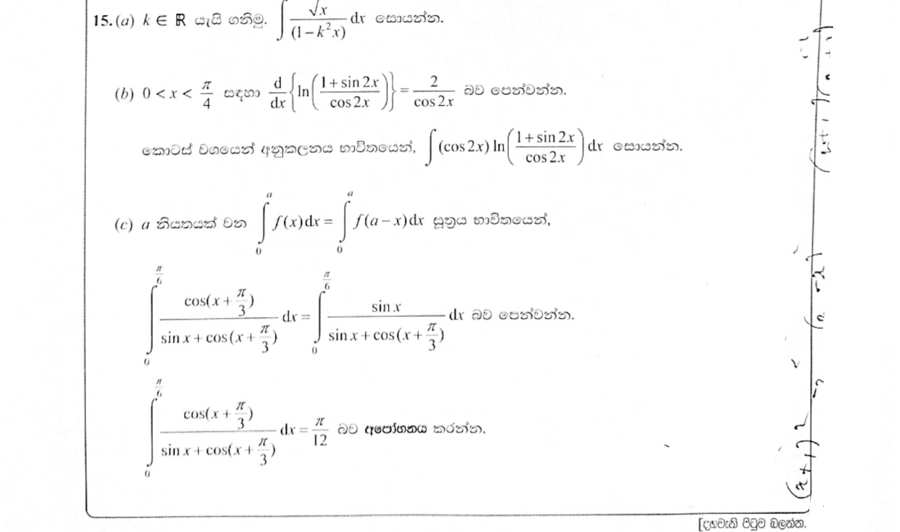 15. (a) k ∈ ℝ යැයි ගනිමු. ∫ √x / (1 − k²x) dx සොයන්න.
(b) 0 < x < π/4 සඳහා d/dx {ln((1 + sin 2x) / cos 2x)} = 2 / cos 2x බව පෙන්වන්න.
කොටස් වශයෙන් අනුකලනය භාවිතයෙන්, ∫ (cos 2x) ln((1 + sin 2x) / cos 2x) dx සොයන්න.
(c) a නියතයක් වන ∫₀ᵃ f(x)dx = ∫₀ᵃ f(a − x)dx සූත්‍රය භාවිතයෙන්,
∫₀^(π/6) cos(x + π/3) / (sin x + cos(x + π/3)) dx = ∫₀^(π/6) sin x / (sin x + cos(x + π/3)) dx බව පෙන්වන්න.
∫₀^(π/6) cos(x + π/3) / (sin x + cos(x + π/3)) dx = π/12 බව අපෝහනය කරන්න.
[දහවැනි පිටුව බලන්න.